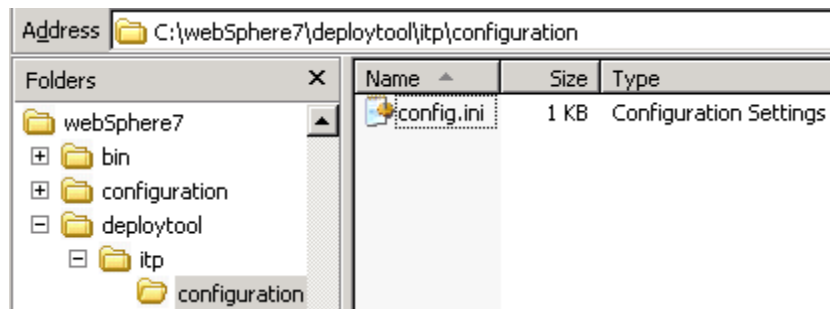 Address C:\webSphere7\deploytool\itp\configuration
Folders
webSphere7
bin
configuration
deploytool
itp
configuration
Name Size Type
config.ini 1 KB Configuration Settings